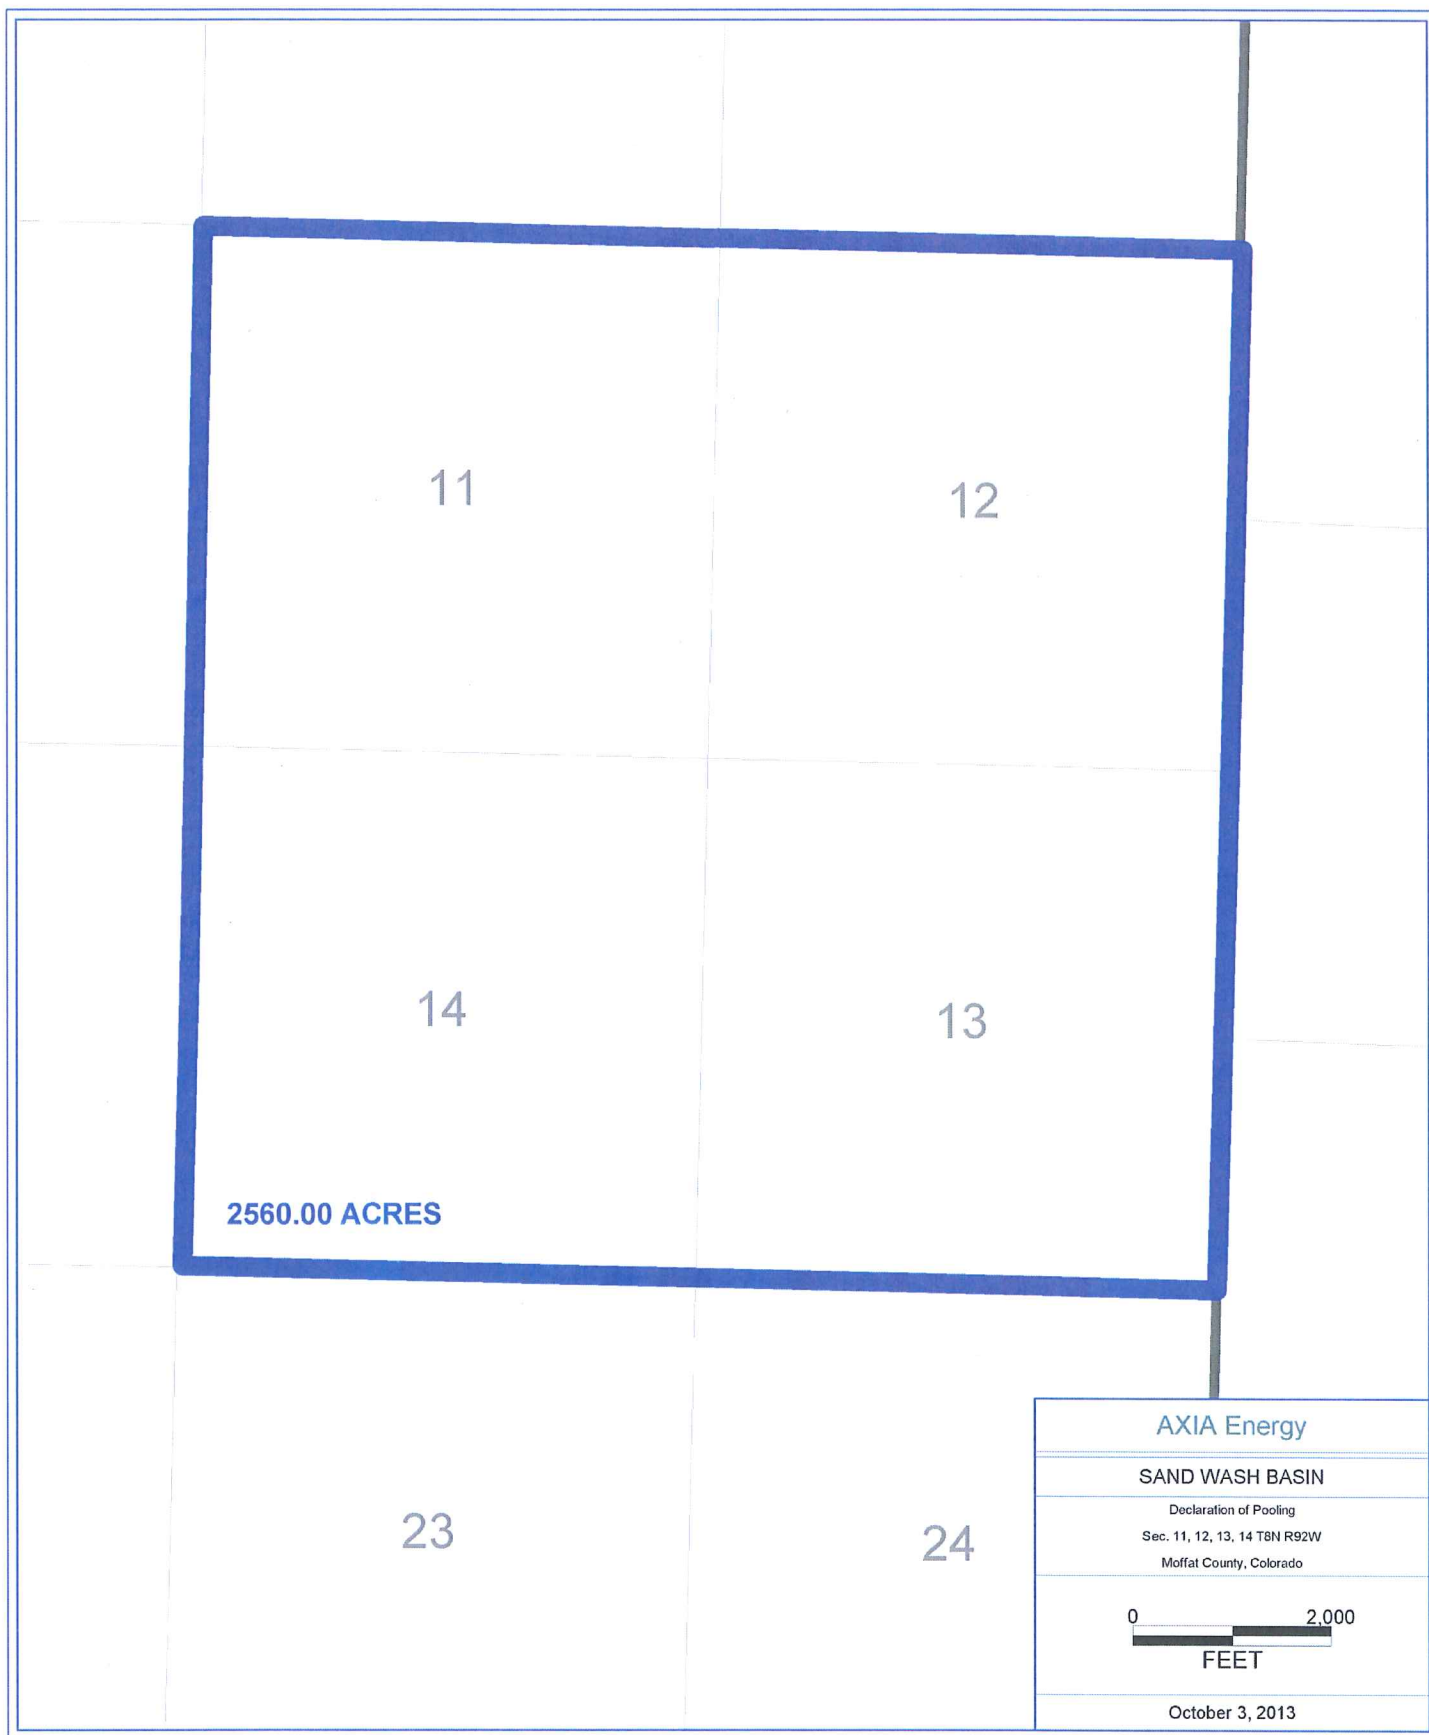 11
12
14
13
2560.00 ACRES
23
24
AXIA Energy
SAND WASH BASIN
Declaration of Pooling
Sec. 11, 12, 13, 14 T8N R92W
Moffat County, Colorado
0 2,000
FEET
October 3, 2013